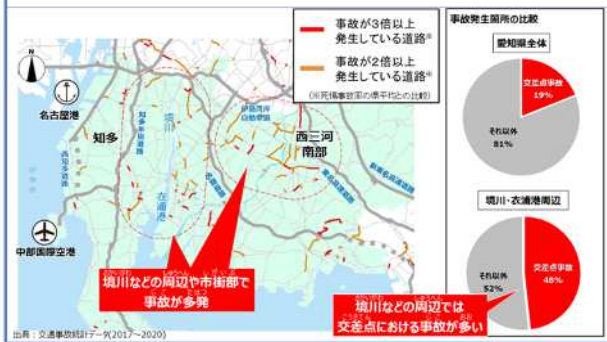 事故が3倍以上
発生している道路※
事故が2倍以上
発生している道路※
(※死傷事故率の県平均との比較)
N
名古屋港
知多
境川
衣浦港
西三河
南部
中部国際空港
境川などの周辺や市街部で
事故が多発
出典:交通事故統計データ(2017~2020)
事故発生箇所の比較
愛知県全体
交差点事故
19%
それ以外
81%
境川・衣浦港周辺
それ以外
52%
交差点事故
48%
境川などの周辺では
交差点における事故が多い